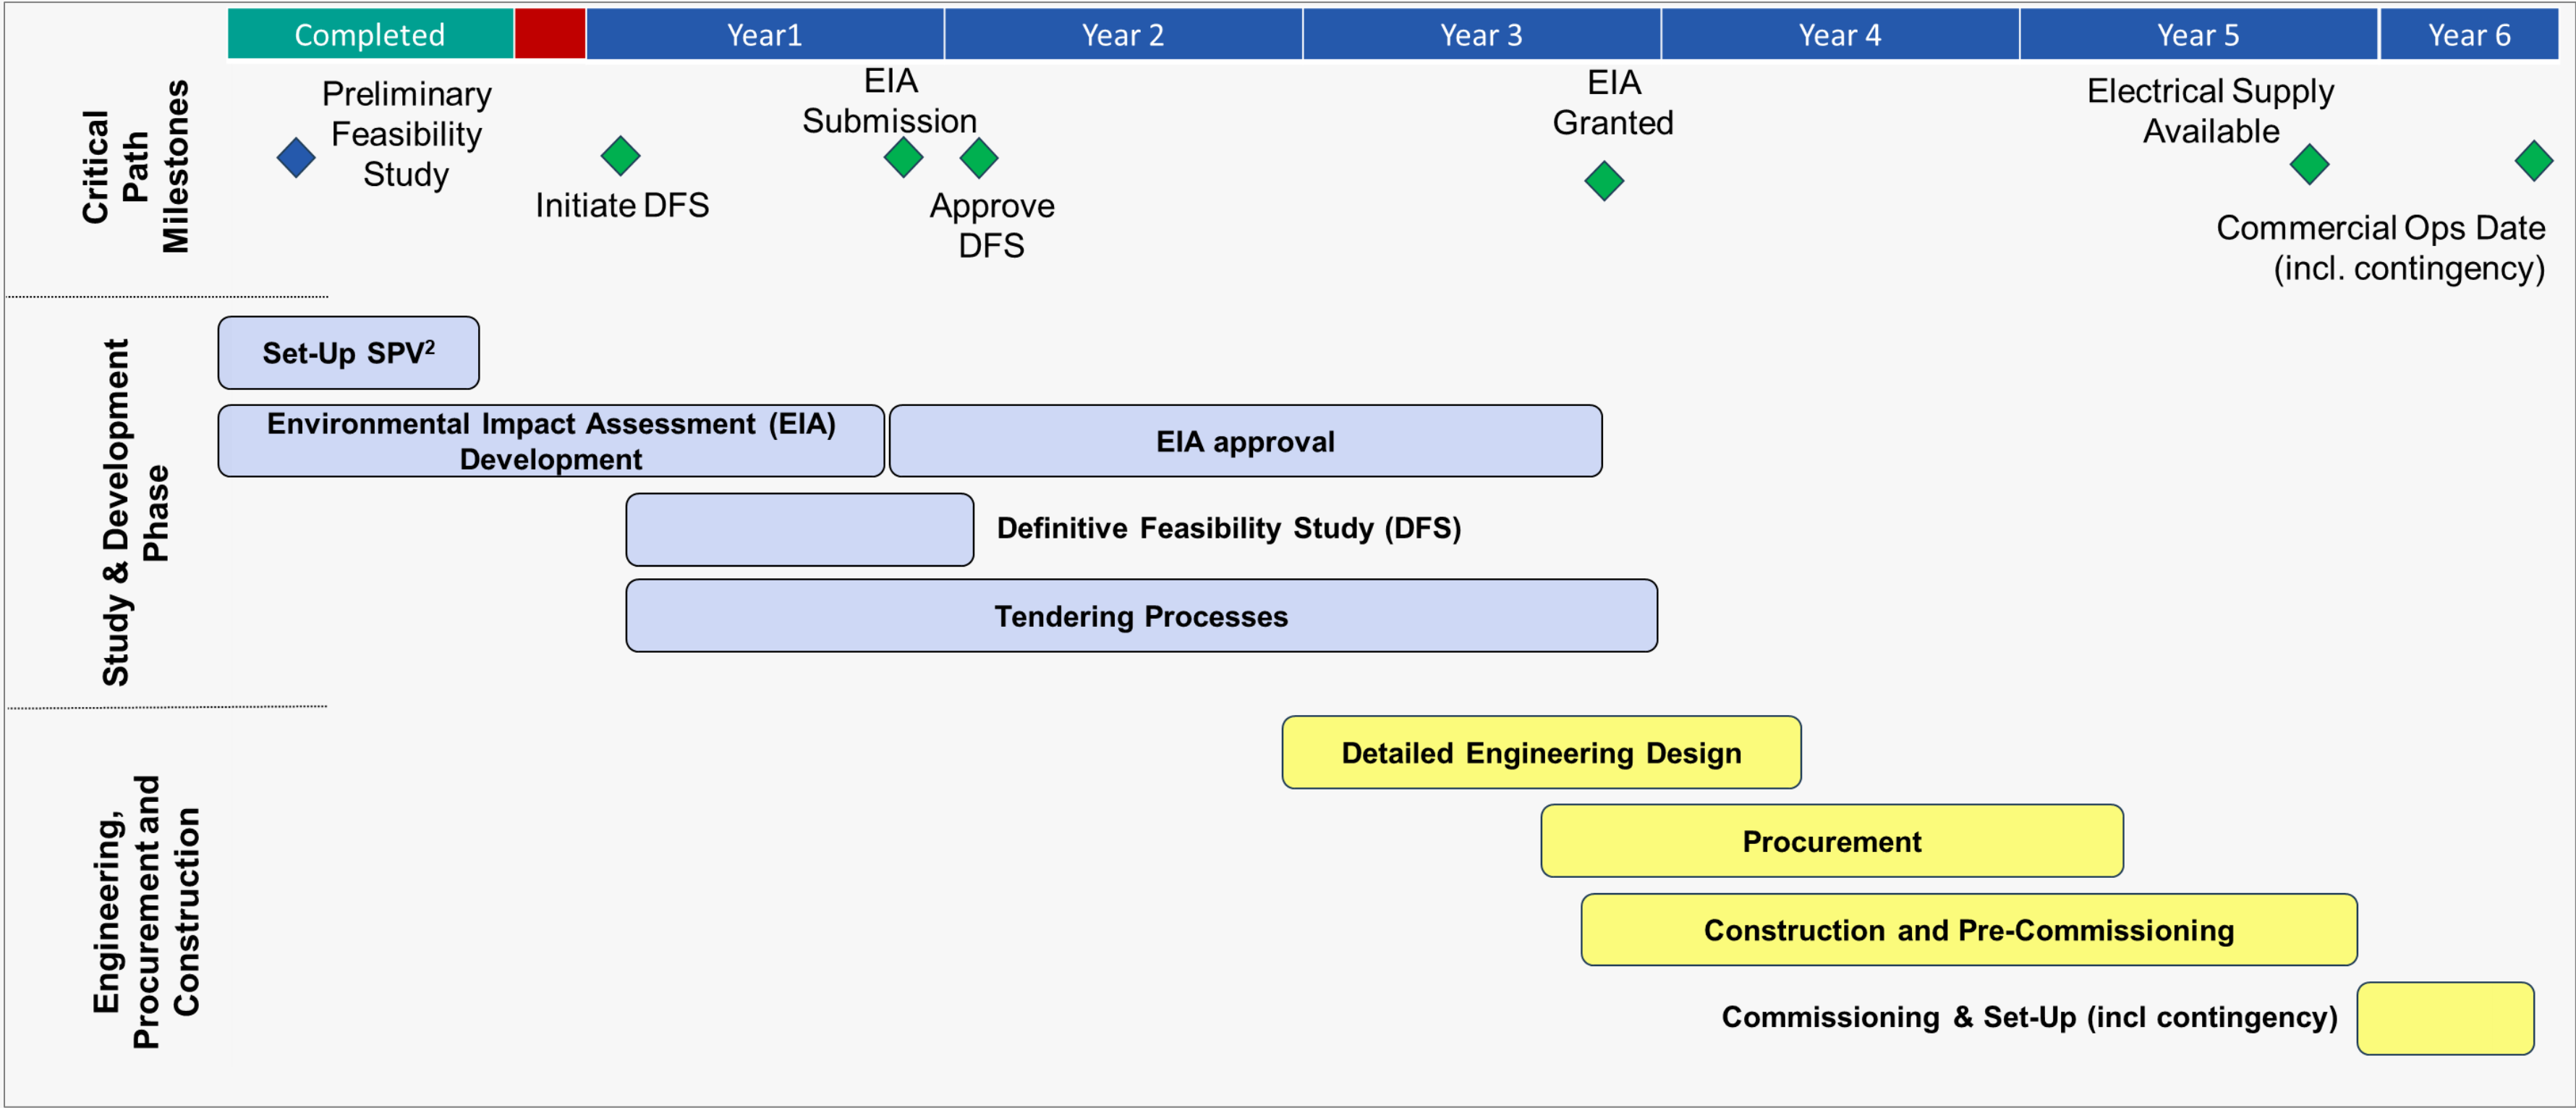 Completed
Year1
Year 2
Year 3
Year 4
Year 5
Year 6
Critical
Path
Milestones
Preliminary
Feasibility
Study
Initiate DFS
EIA
Submission
Approve
DFS
EIA
Granted
Electrical Supply
Available
Commercial Ops Date
(incl. contingency)
Study & Development
Phase
Set-Up SPV²
Environmental Impact Assessment (EIA)
Development
EIA approval
Definitive Feasibility Study (DFS)
Tendering Processes
Engineering,
Procurement and
Construction
Detailed Engineering Design
Procurement
Construction and Pre-Commissioning
Commissioning & Set-Up (incl contingency)